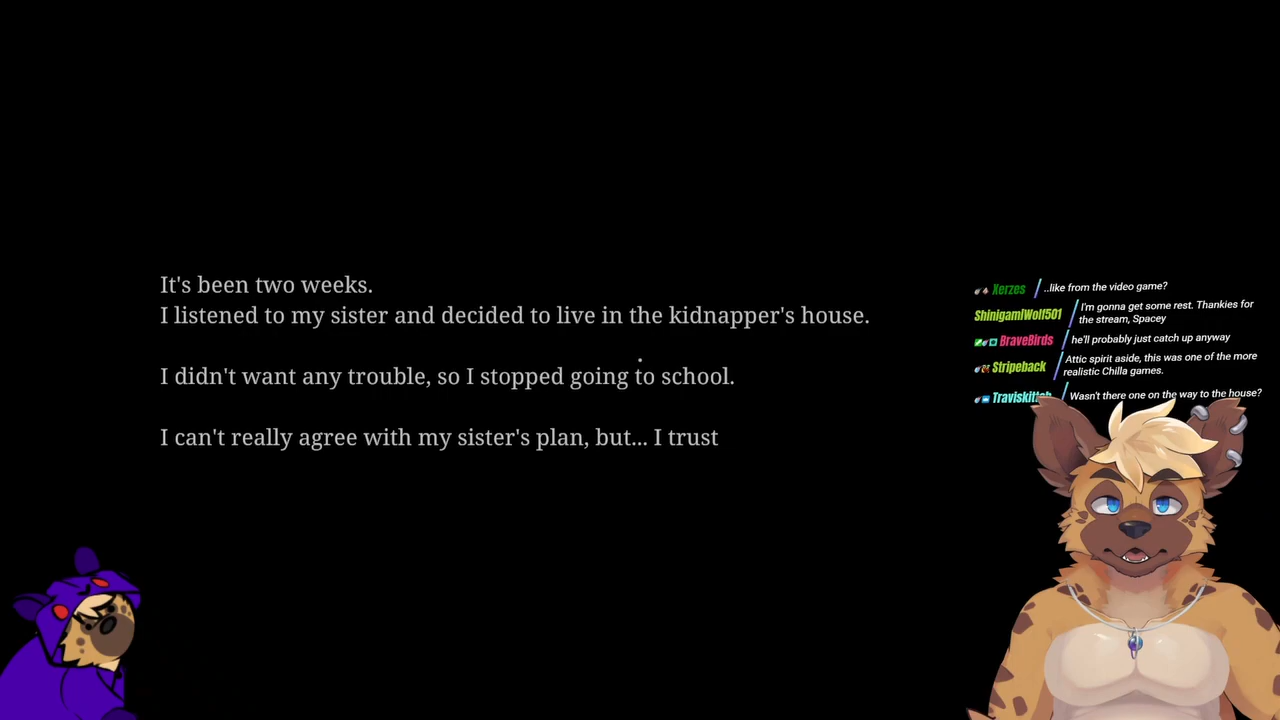 It's been two weeks.
I listened to my sister and decided to live in the kidnapper's house.
I didn't want any trouble, so I stopped going to school.
I can't really agree with my sister's plan, but... I trust
Xerzes ..like from the video game?
ShinigamiWolf501 I'm gonna get some rest. Thankies for
the stream, Spacey
BraveBirds he'll probably just catch up anyway
Stripeback Attic spirit aside, this was one of the more
realistic Chilla games.
Wasn't there one on the way to the house?